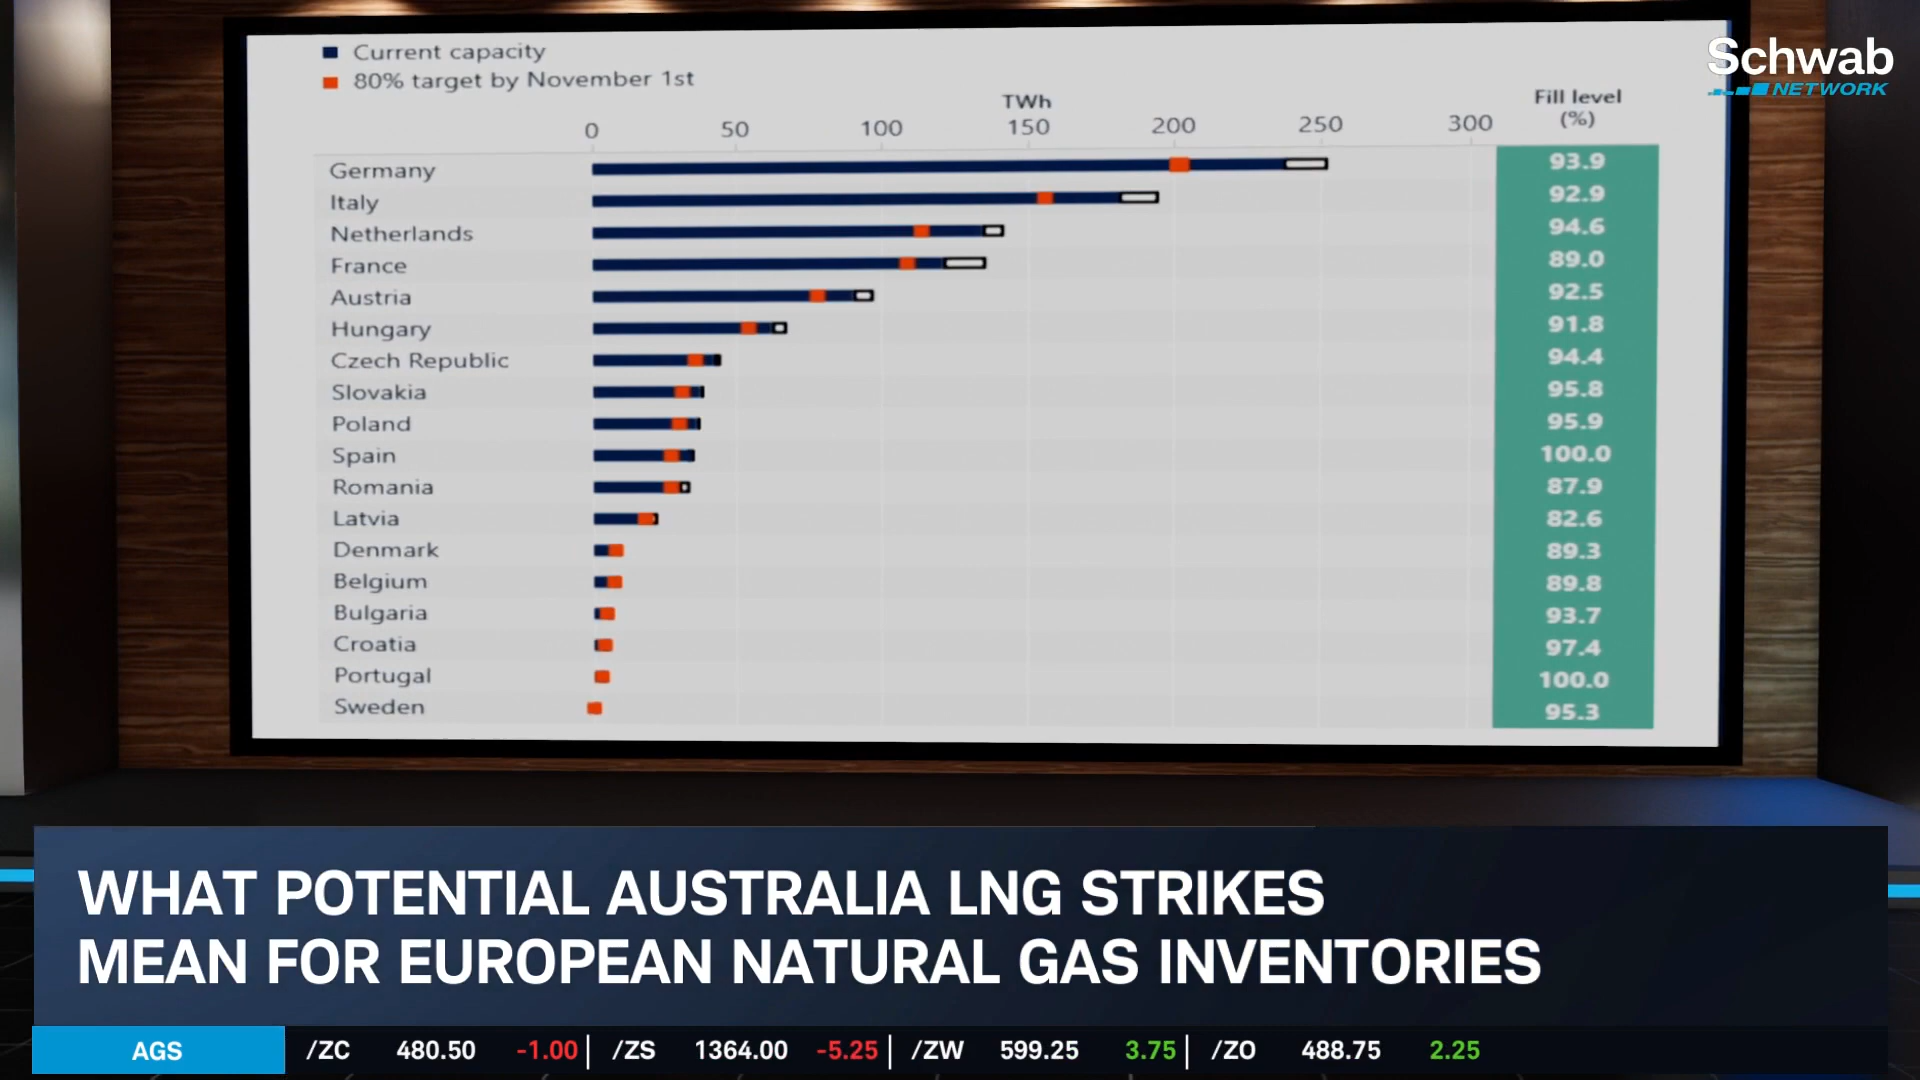 Current capacity
80% target by November 1st
Schwab
NETWORK
TWh
Fill level
(%)
0 50 100 150 200 250 300
Germany 93.9
Italy 92.9
Netherlands 94.6
France 89.0
Austria 92.5
Hungary 91.8
Czech Republic 94.4
Slovakia 95.8
Poland 95.9
Spain 100.0
Romania 87.9
Latvia 82.6
Denmark 89.3
Belgium 89.8
Bulgaria 93.7
Croatia 97.4
Portugal 100.0
Sweden 95.3
WHAT POTENTIAL AUSTRALIA LNG STRIKES
MEAN FOR EUROPEAN NATURAL GAS INVENTORIES
AGS /ZC 480.50 -1.00 /ZS 1364.00 -5.25 /ZW 599.25 3.75 /ZO 488.75 2.25